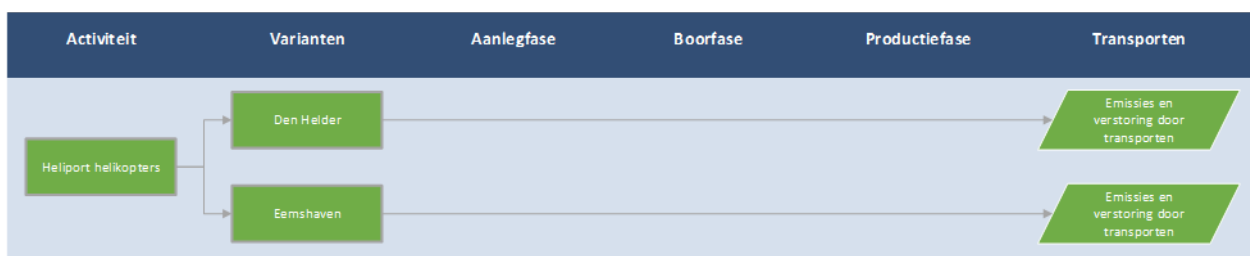 Activiteit Varianten Aanlegfase Boorfase Productiefase Transporten
Heliport helikopters
Den Helder
Emissies en
verstoring door
transporten
Eemshaven
Emissies en
verstoring door
transporten